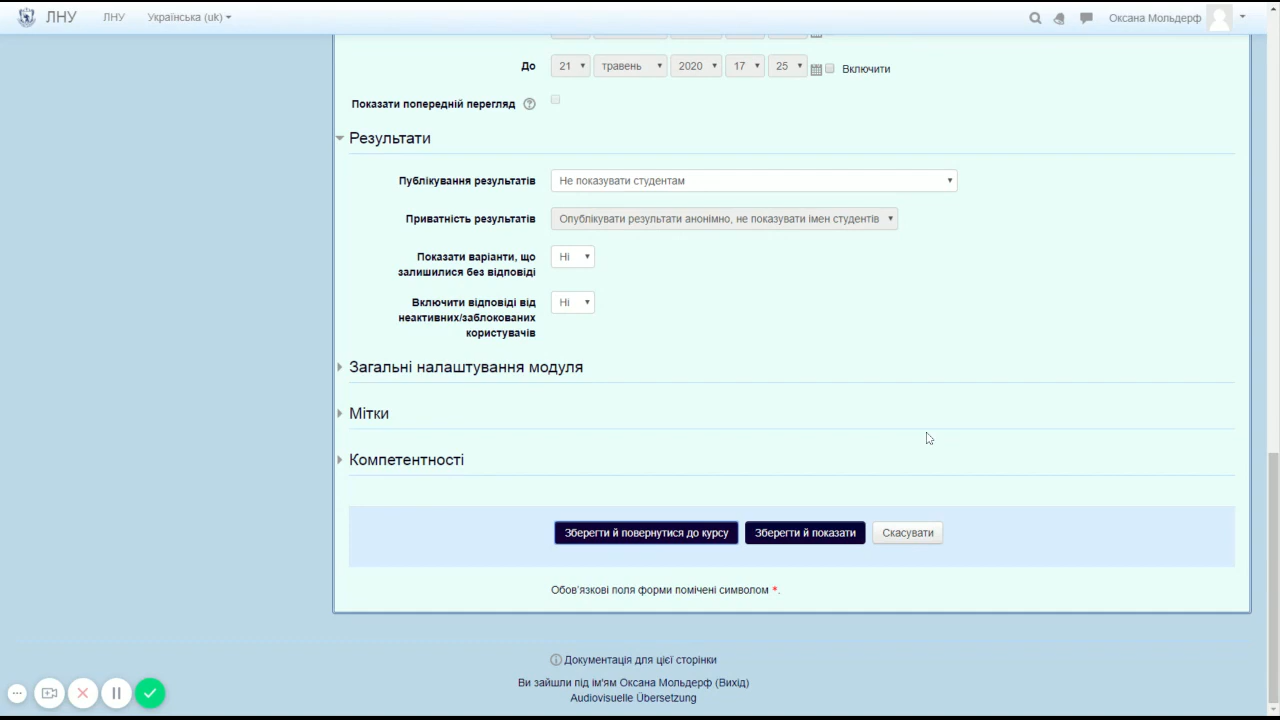 ЛНУ ЛНУ Українська (uk) Оксана Мольдерф
До 21 травень 2020 17 25 Включити
Показати попередній перегляд
Результати
Публікування результатів Не показувати студентам
Приватність результатів Опублікувати результати анонімно, не показувати імен студентів
Показати варіанти, що
залишилися без відповіді Ні
Включити відповіді від
неактивних/заблокованих
користувачів Ні
Загальні налаштування модуля
Мітки
Компетентності
Зберегти й повернутися до курсу Зберегти й показати Скасувати
Обов'язкові поля форми помічені символом *.
Документація для цієї сторінки
Ви зайшли під ім'ям Оксана Мольдерф (Вихід)
Audiovisuelle Übersetzung